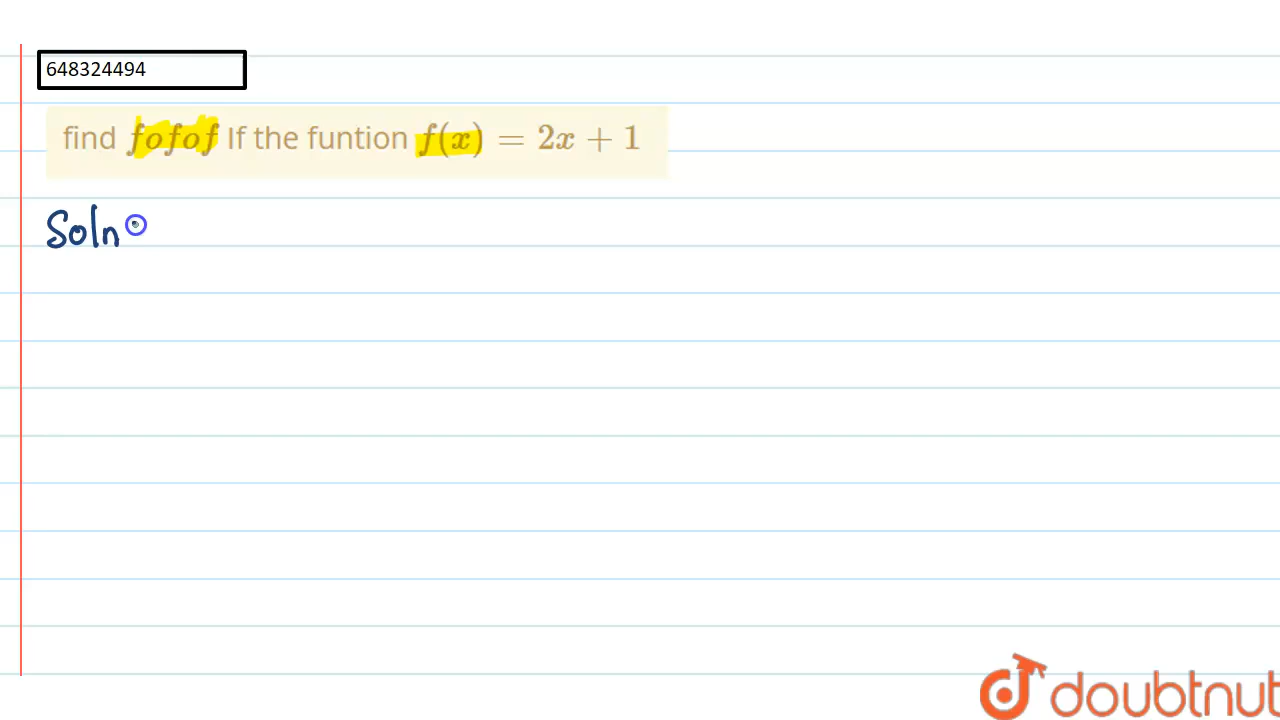 648324494
find fofof If the funtion f(x) = 2x + 1
Soln
doubtnut